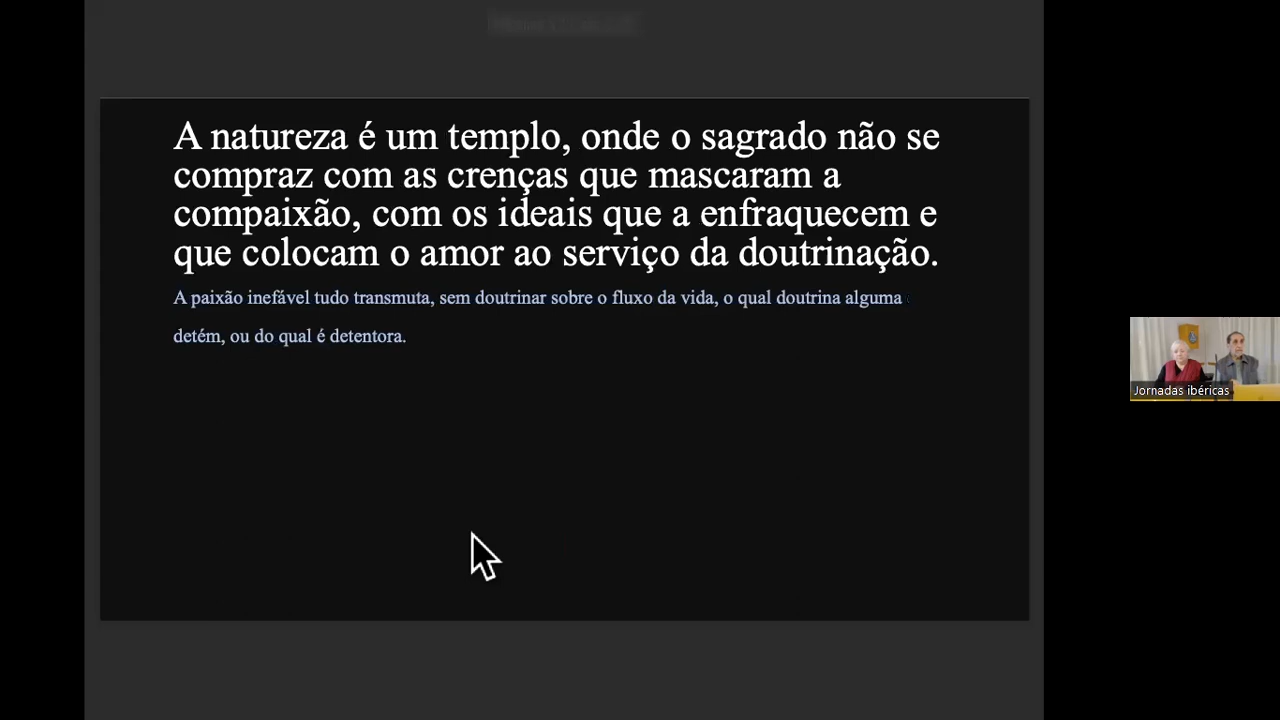 A natureza é um templo, onde o sagrado não se
compraz com as crenças que mascaram a
compaixão, com os ideais que a enfraquecem e
que colocam o amor ao serviço da doutrinação.
A paixão inefável tudo transmuta, sem doutrinar sobre o fluxo da vida, o qual doutrina alguma
detém, ou do qual é detentora.
Jornadas ibéricas